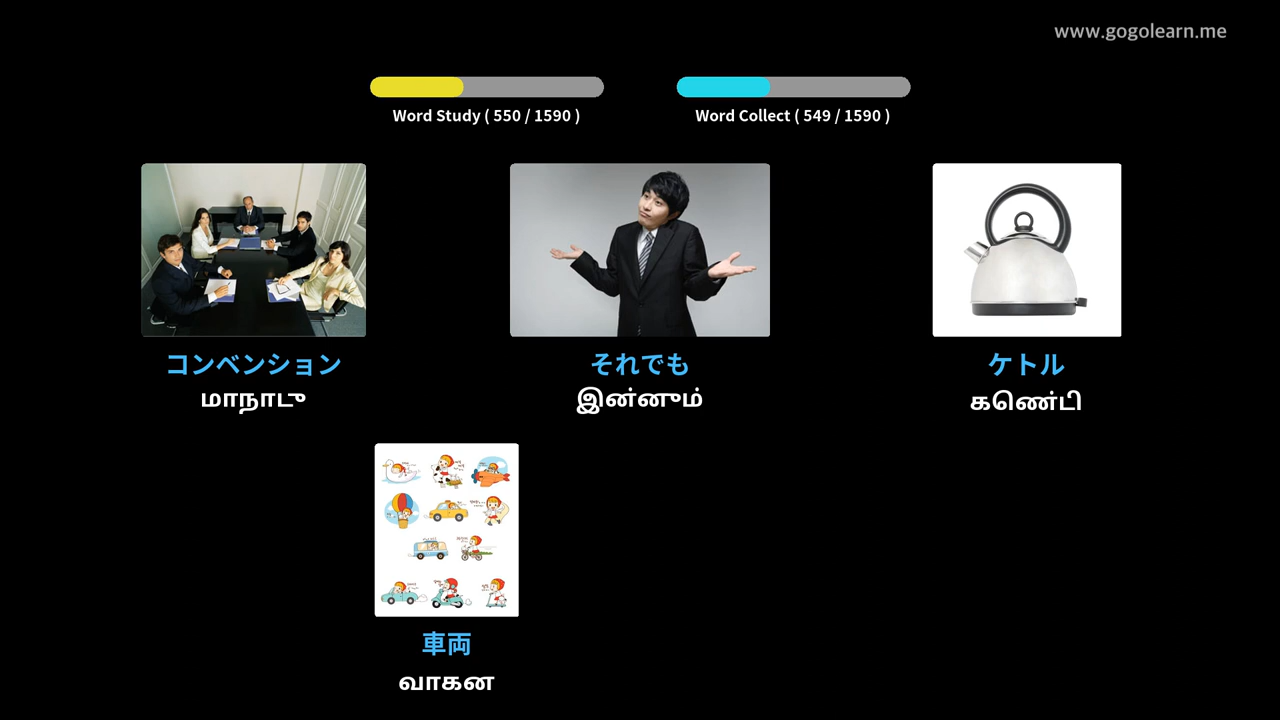 www.gogolearn.me
Word Study ( 550 / 1590 )
Word Collect ( 549 / 1590 )
コンベンション
それでも
ケトル
மாநாடு
இன்னும்
கணெ்டி
車両
வாகன